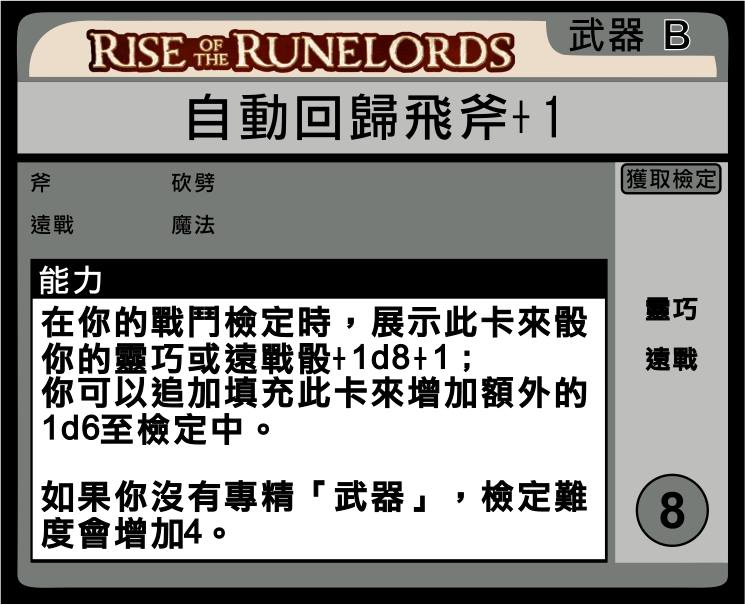 RISE OF THE RUNELORDS
武器 B
自動回歸飛斧+1
斧 砍劈
遠戰 魔法
獲取檢定
靈巧
遠戰
8
能力
在你的戰鬥檢定時，展示此卡來骰
你的靈巧或遠戰骰+1d8+1；
你可以追加填充此卡來增加額外的
1d6至檢定中。
如果你沒有專精「武器」，檢定難
度會增加4。